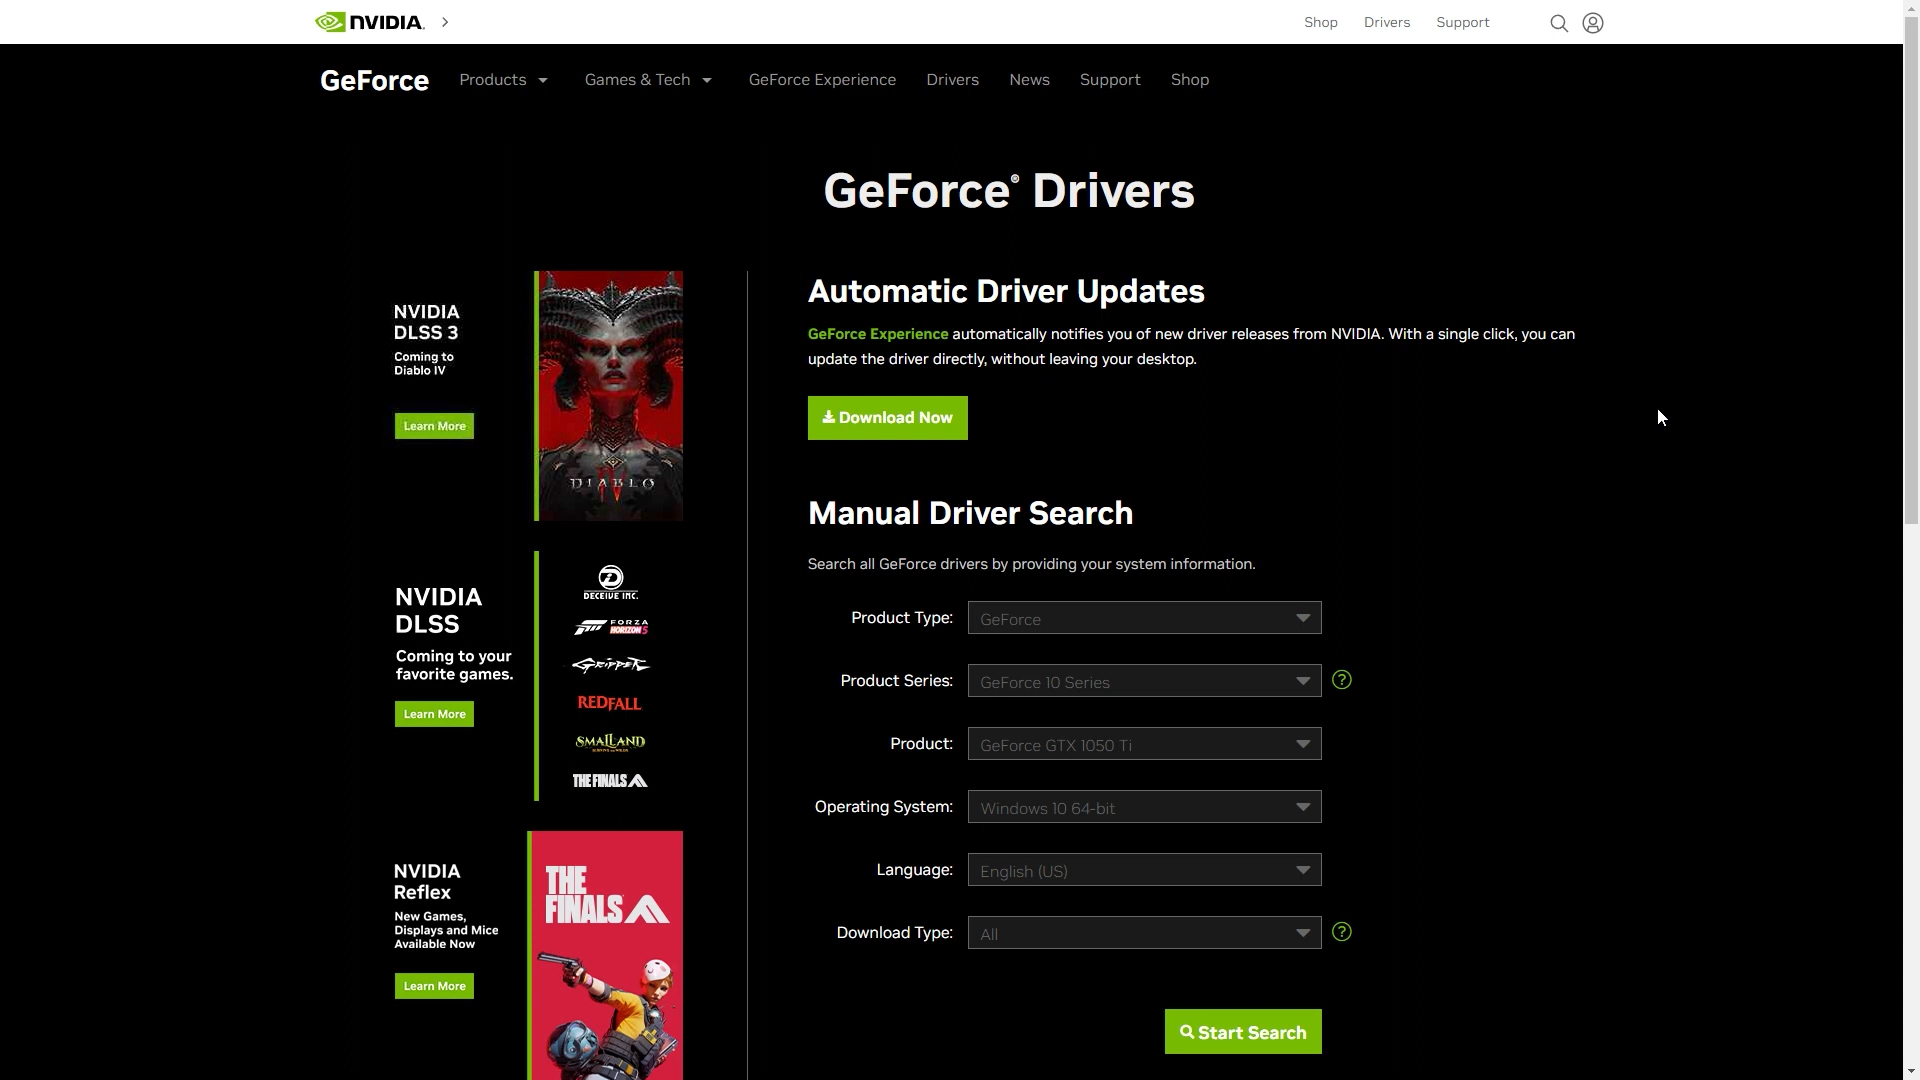 NVIDIA.
Shop
Drivers
Support
GeForce
Products
Games & Tech
GeForce Experience
Drivers
News
Support
Shop
GeForce® Drivers
NVIDIA
DLSS 3
Coming to
Diablo IV
Learn More
DIABLO
IV
NVIDIA
DLSS
Coming to your
favorite games.
Learn More
DECEIVE INC.
FORZA
HORIZON 5
GRIPPER
REDFALL
SMALLAND
THE FINALS
NVIDIA
Reflex
New Games,
Displays and Mice
Available Now
Learn More
THE
FINALS
Automatic Driver Updates
GeForce Experience automatically notifies you of new driver releases from NVIDIA. With a single click, you can
update the driver directly, without leaving your desktop.
Download Now
Manual Driver Search
Search all GeForce drivers by providing your system information.
Product Type: GeForce
Product Series: GeForce 10 Series ?
Product: GeForce GTX 1050 Ti
Operating System: Windows 10 64-bit
Language: English (US)
Download Type: All ?
Start Search